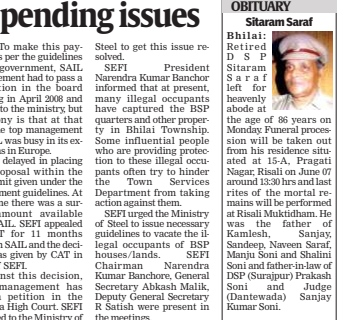 pending issues
To make this pay-
s per the guidelines
government, SAIL
ement had to pass a
tion in the board
g in April 2008 and
to the ministry, but
ony is that at that
e top management
was busy in its ex-
s in Europe.
delayed in placing
oposal within the
mit given under the
ment guidelines. At
me there was a sur-
amount available
AIL. SEFI appealed
T for 11 months
n SAIL and the deci-
as given by CAT in
f SEFI.
nst this decision,
management has
petition in the
a High Court. SEFI
ed to the Ministry of
Steel to get this issue re-
solved.
SEFI President
Narendra Kumar Banchor
informed that at present,
many illegal occupants
have captured the BSP
quarters and other proper-
ty in Bhilai Township.
Some influential people
who are providing protec-
tion to these illegal occu-
pants often try to hinder
the Town Services
Department from taking
action against them.
SEFI urged the Ministry
of Steel to issue necessary
guidelines to vacate the il-
legal occupants of BSP
houses/lands. SEFI
Chairman Narendra
Kumar Banchore, General
Secretary Abkash Malik,
Deputy General Secretary
R Satish were present in
the meetings.
OBITUARY
Sitaram Saraf
Bhilai:
Retired
D S P
Sitaram
S a r a f
left for
heavenly
abode at
the age of 86 years on
Monday. Funeral proces-
sion will be taken out
from his residence situ-
ated at 15-A, Pragati
Nagar, Risali on June 07
around 13:30 hrs and last
rites of the mortal re-
mains will be performed
at Risali Muktidham. He
was the father of
Kamlesh, Sanjay,
Sandeep, Naveen Saraf,
Manju Soni and Shalini
Soni and father-in-law of
DSP (Surajpur) Prakash
Soni and Judge
(Dantewada) Sanjay
Kumar Soni.